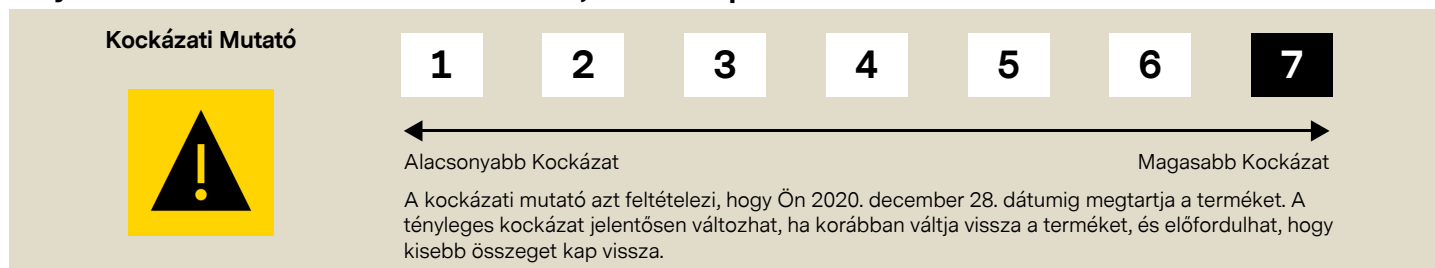 Kockázati Mutató
1 2 3 4 5 6 7
Alacsonyabb Kockázat Magasabb Kockázat
A kockázati mutató azt feltételezi, hogy Ön 2020. december 28. dátumig megtartja a terméket. A
tényleges kockázat jelentősen változhat, ha korábban váltja vissza a terméket, és előfordulhat, hogy
kisebb összeget kap vissza.